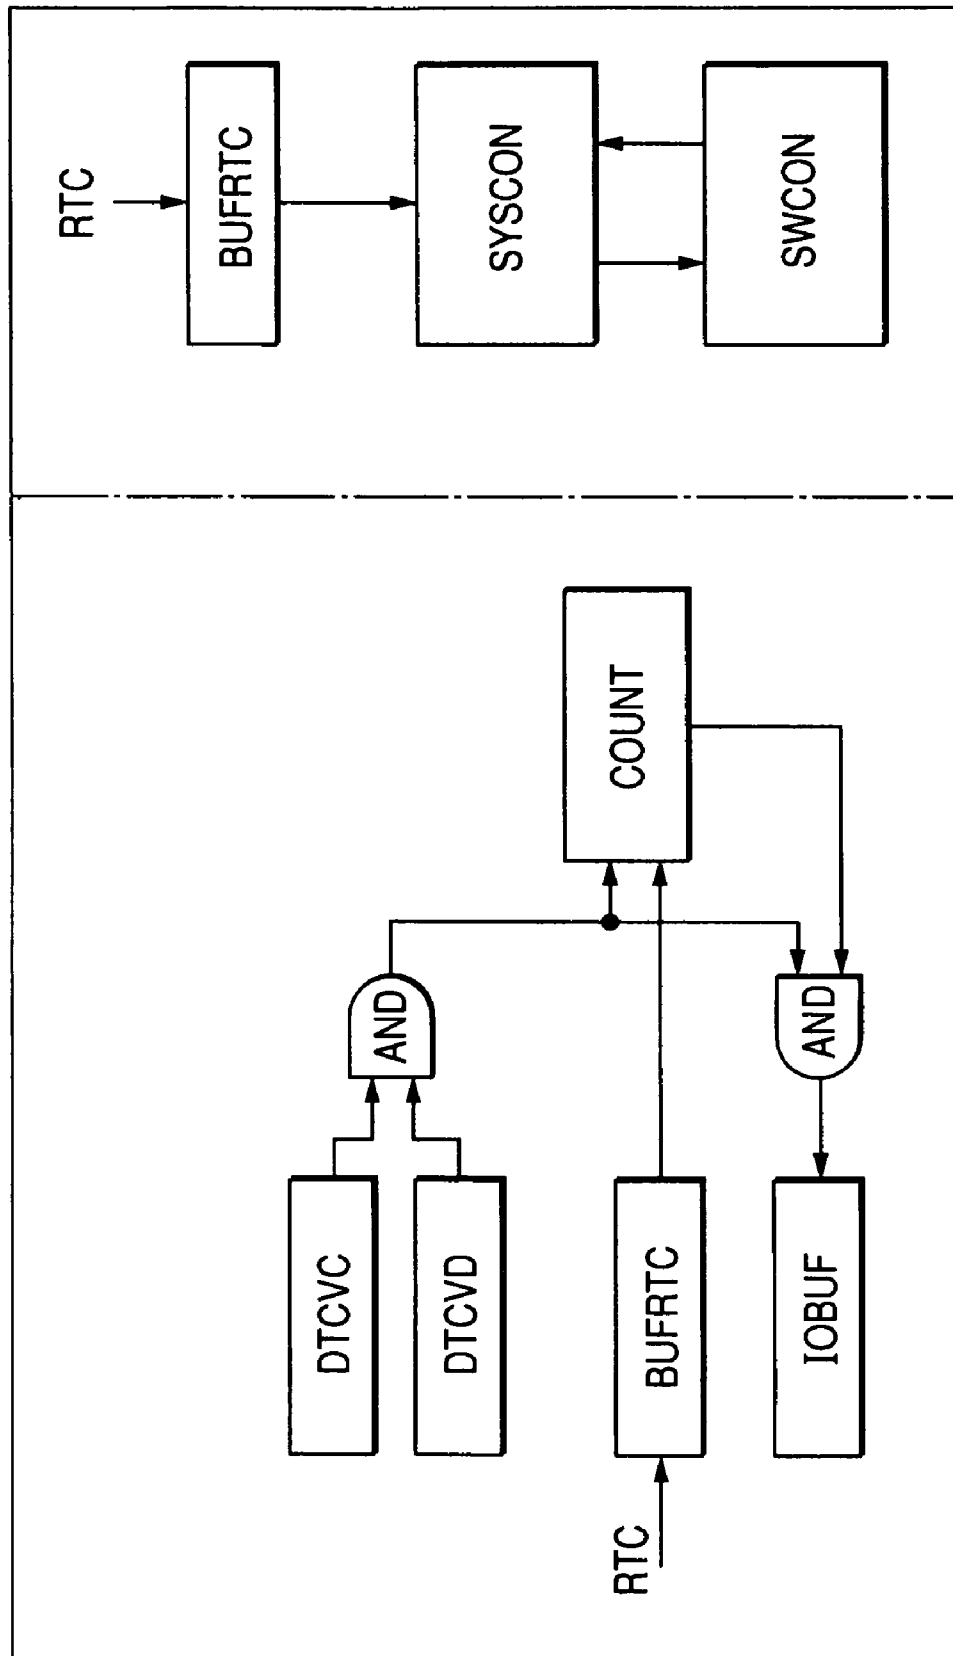 DTCVC
DTCVD
AND
RTC
BUFRTC
COUNT
IOBUF
AND
RTC
BUFRTC
SYSCON
SWCON